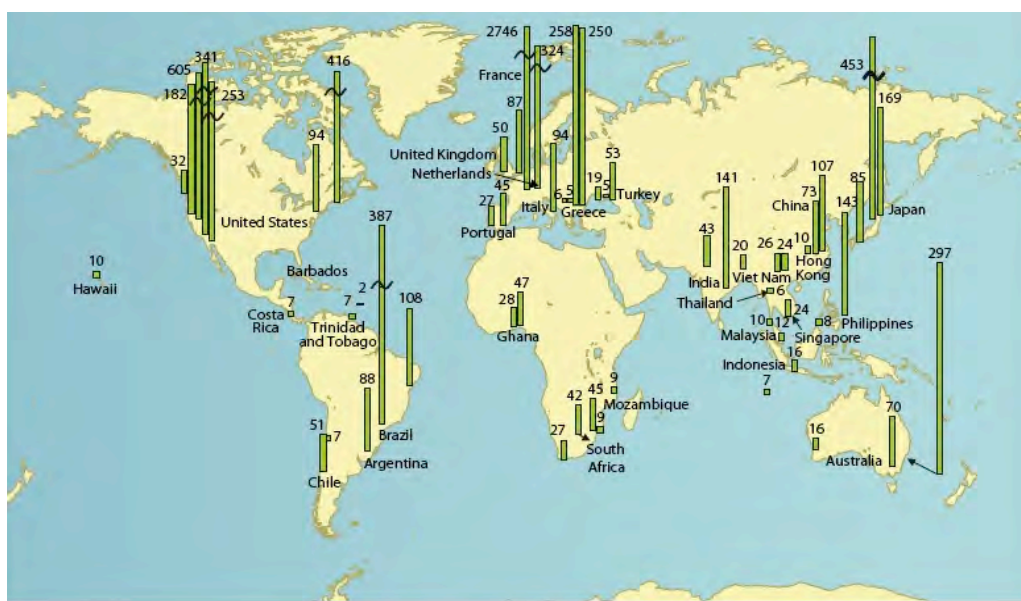 2746
258
250
341
324
416
453
605
France
182
253
87
169
94
50
94
141
107
32
53
United Kingdom
73
85
Netherlands
19
5
45
6
5
China
143
United States
27
Italy
Greece
Turkey
Japan
Portugal
387
43
26
24
10
20
Hong
Kong
297
10
Barbados
India
Viet Nam
Hawaii
2
Thailand
6
7
7
108
47
24
Costa
Rica
28
10
12
8
Philippines
Trinidad
and Tobago
Ghana
Malaysia
Singapore
Indonesia
16
88
9
7
42
45
Mozambique
70
51
7
Brazil
27
9
16
Argentina
South
Africa
Australia
Chile